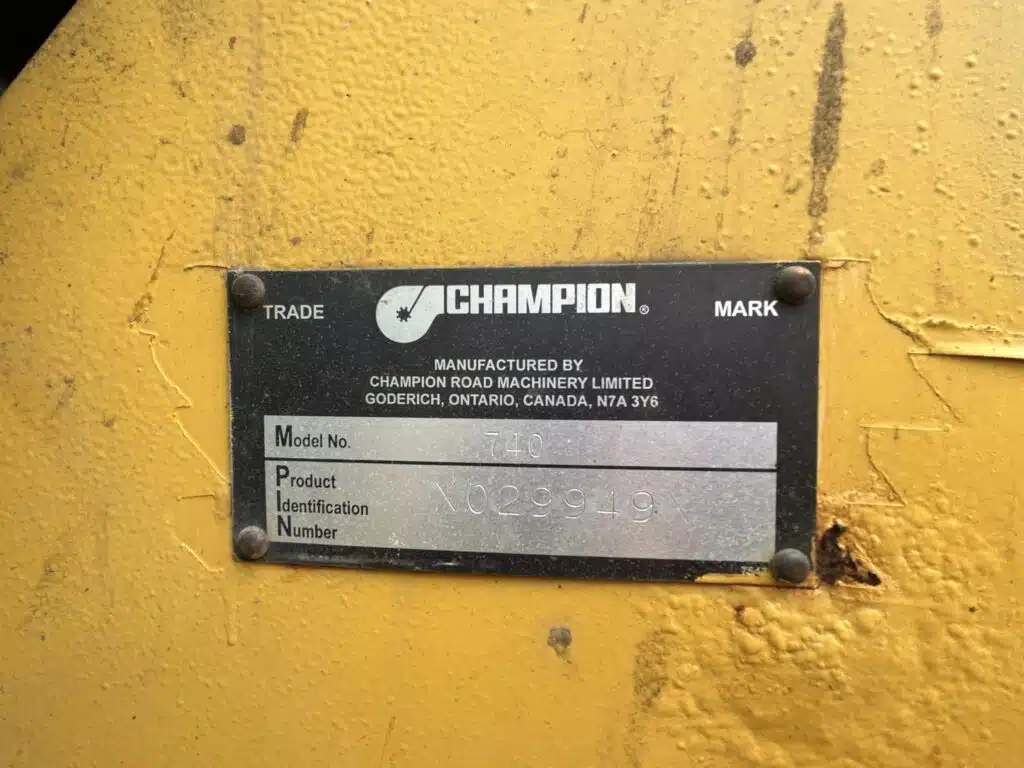 TRADE CHAMPION® MARK
MANUFACTURED BY
CHAMPION ROAD MACHINERY LIMITED
GODERICH, ONTARIO, CANADA, N7A 3Y6
Model No. 740
Product
Identification X029949X
Number